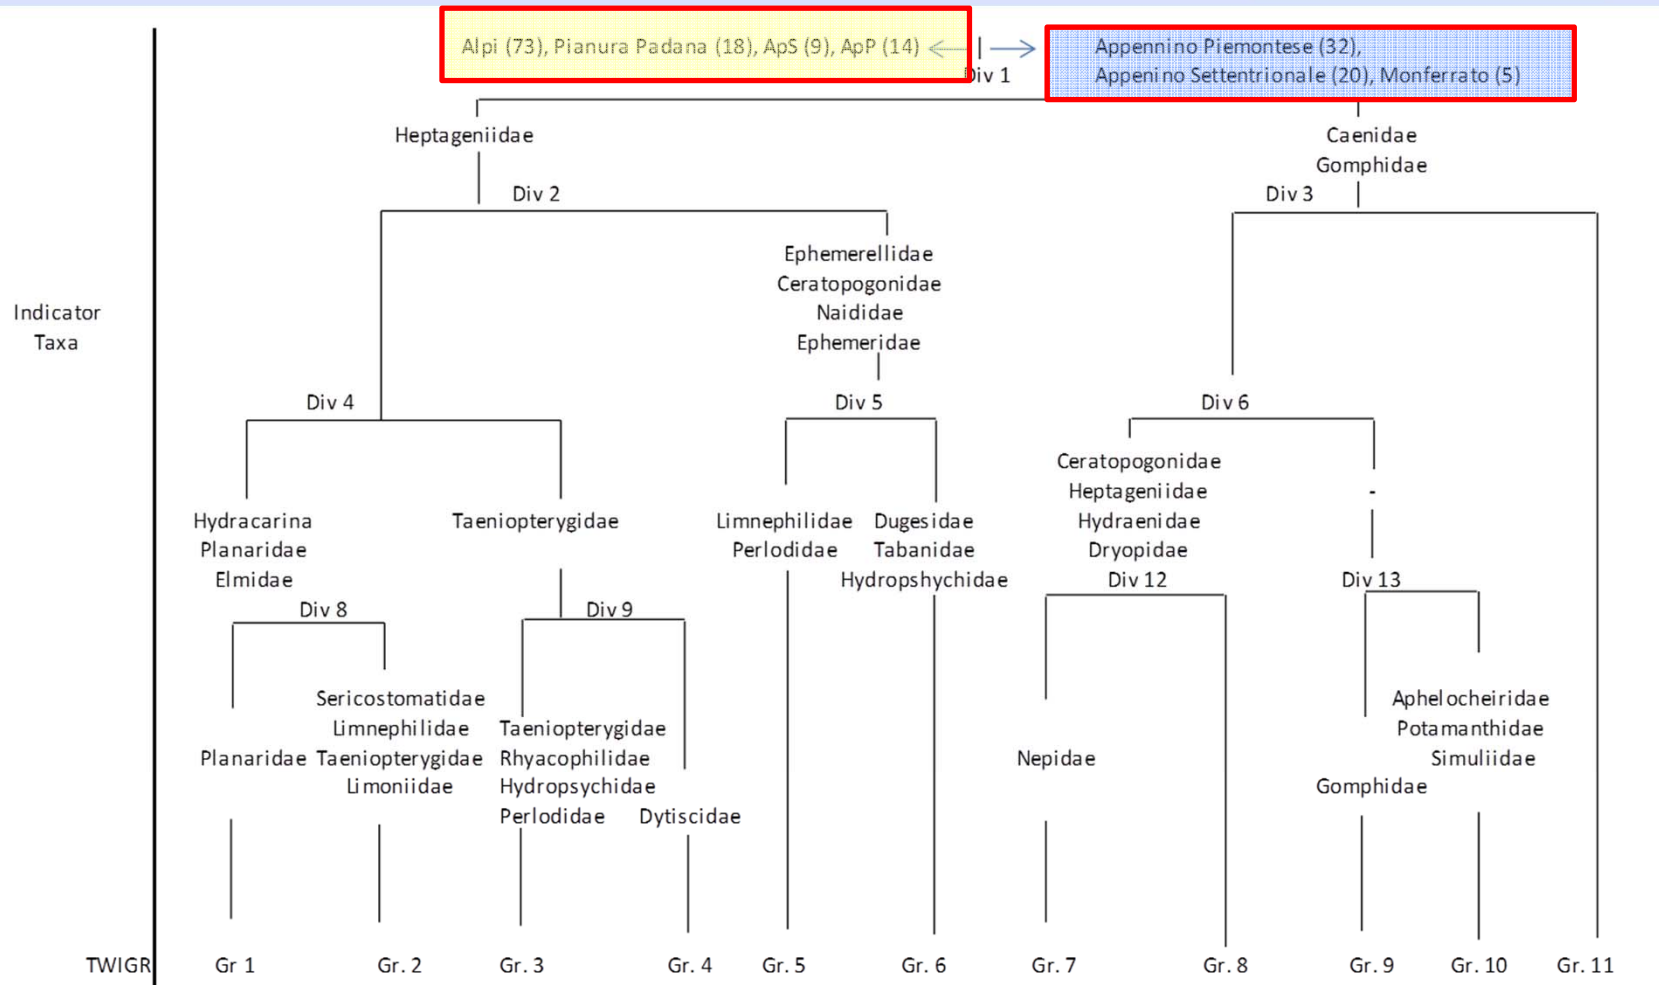 Alpi (73), Pianura Padana (18), ApS (9), ApP (14)
Appennino Piemontese (32),
Appenino Settentrionale (20), Monferrato (5)
Div 1
Heptageniidae
Caenidae
Gomphidae
Div 2
Div 3
Ephemerellidae
Ceratopogonidae
Naididae
Ephemeridae
Indicator
Taxa
Div 4
Div 5
Div 6
Hydracarina
Planaridae
Elmidae
Taeniopterygidae
Limnephilidae
Perlodidae
Dugesidae
Tabanidae
Hydropshychidae
Ceratopogonidae
Heptageniidae
Hydraenidae
Dryopidae
-
Div 8
Div 9
Div 12
Div 13
Planaridae
Sericostomatidae
Limnephilidae
Taeniopterygidae
Limoniidae
Taeniopterygidae
Rhyacophilidae
Hydropsychidae
Perlodidae
Dytiscidae
Nepidae
Gomphidae
Aphelocheiridae
Potamanthidae
Simuliidae
TWIGR Gr 1 Gr. 2 Gr. 3 Gr. 4 Gr. 5 Gr. 6 Gr. 7 Gr. 8 Gr. 9 Gr. 10 Gr. 11